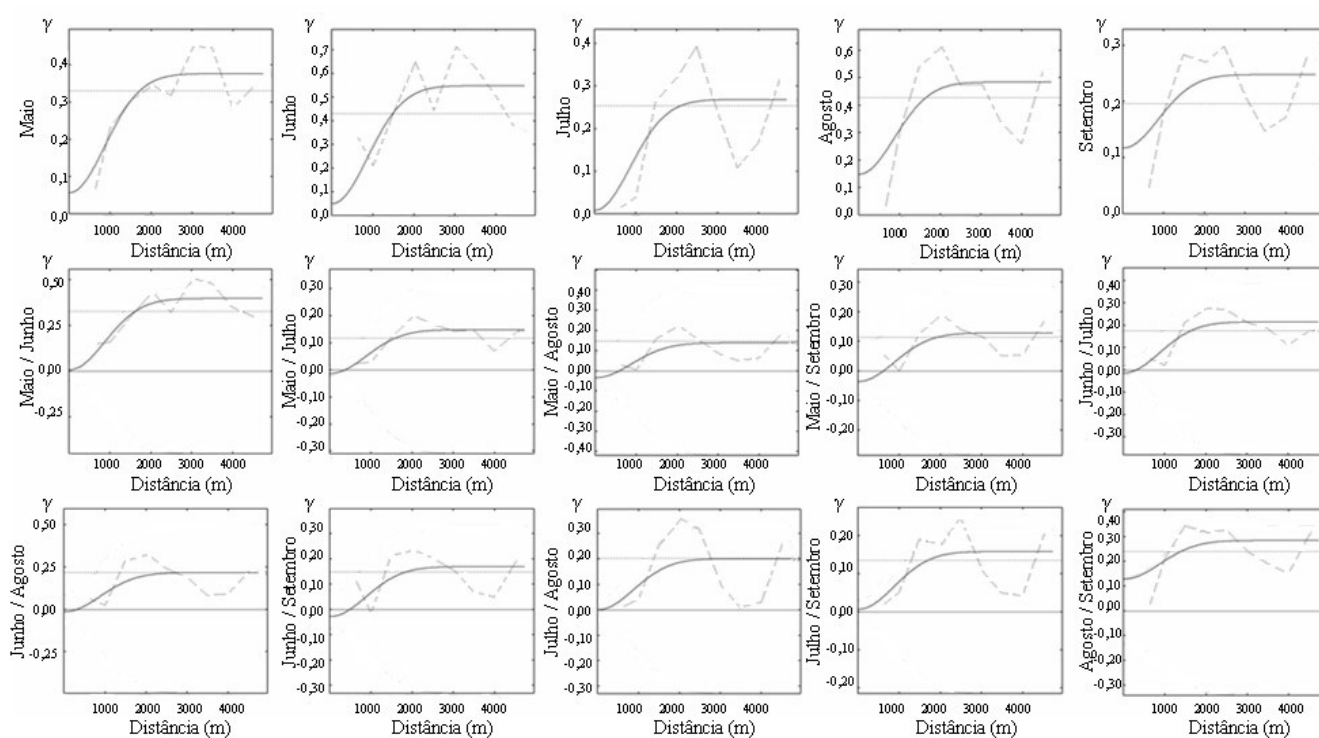 γ γ γ γ γ
Maio
0,4
0,3
0,2
0,1
0,0
1000 2000 3000 4000
Distância (m)
Junho
0,7
0,6
0,5
0,4
0,3
0,2
0,1
0,0
1000 2000 3000 4000
Distância (m)
Julho
0,4
0,3
0,2
0,1
0
1000 2000 3000 4000
Distância (m)
Agosto
0,6
0,5
0,4
0,3
0,2
0,1
0,0
1000 2000 3000 4000
Distância (m)
Setembro
0,3
0,2
0,1
0,0
1000 2000 3000 4000
Distância (m)
γ γ γ γ γ
Maio / Junho
0,50
0,25
0,00
-0,25
1000 2000 3000 4000
Distância (m)
Maio / Julho
0,30
0,20
0,10
0,00
-0,10
-0,20
-0,30
1000 2000 3000 4000
Distância (m)
Maio / Agosto
0,40
0,30
0,20
0,10
0,00
-0,10
-0,20
-0,30
-0,40
1000 2000 3000 4000
Distância (m)
Maio / Setembro
0,30
0,20
0,10
0,00
-0,10
-0,20
1000 2000 3000 4000
Distância (m)
Junho / Julho
0,40
0,30
0,20
0,10
0,00
-0,10
-0,20
-0,30
1000 2000 3000 4000
Distância (m)
γ γ γ γ γ
Junho / Agosto
0,50
0,25
0,00
-0,25
1000 2000 3000 4000
Distância (m)
Junho / Setembro
0,30
0,20
0,10
0,00
-0,10
-0,20
-0,30
1000 2000 3000 4000
Distância (m)
Julho / Agosto
0,30
0,20
0,10
0,00
-0,10
-0,20
-0,30
1000 2000 3000 4000
Distância (m)
Julho / Setembro
0,20
0,10
0,00
-0,10
-0,20
1000 2000 3000 4000
Distância (m)
Agosto / Setembro
0,40
0,30
0,20
0,10
0,00
-0,10
-0,20
-0,30
1000 2000 3000 4000
Distância (m)